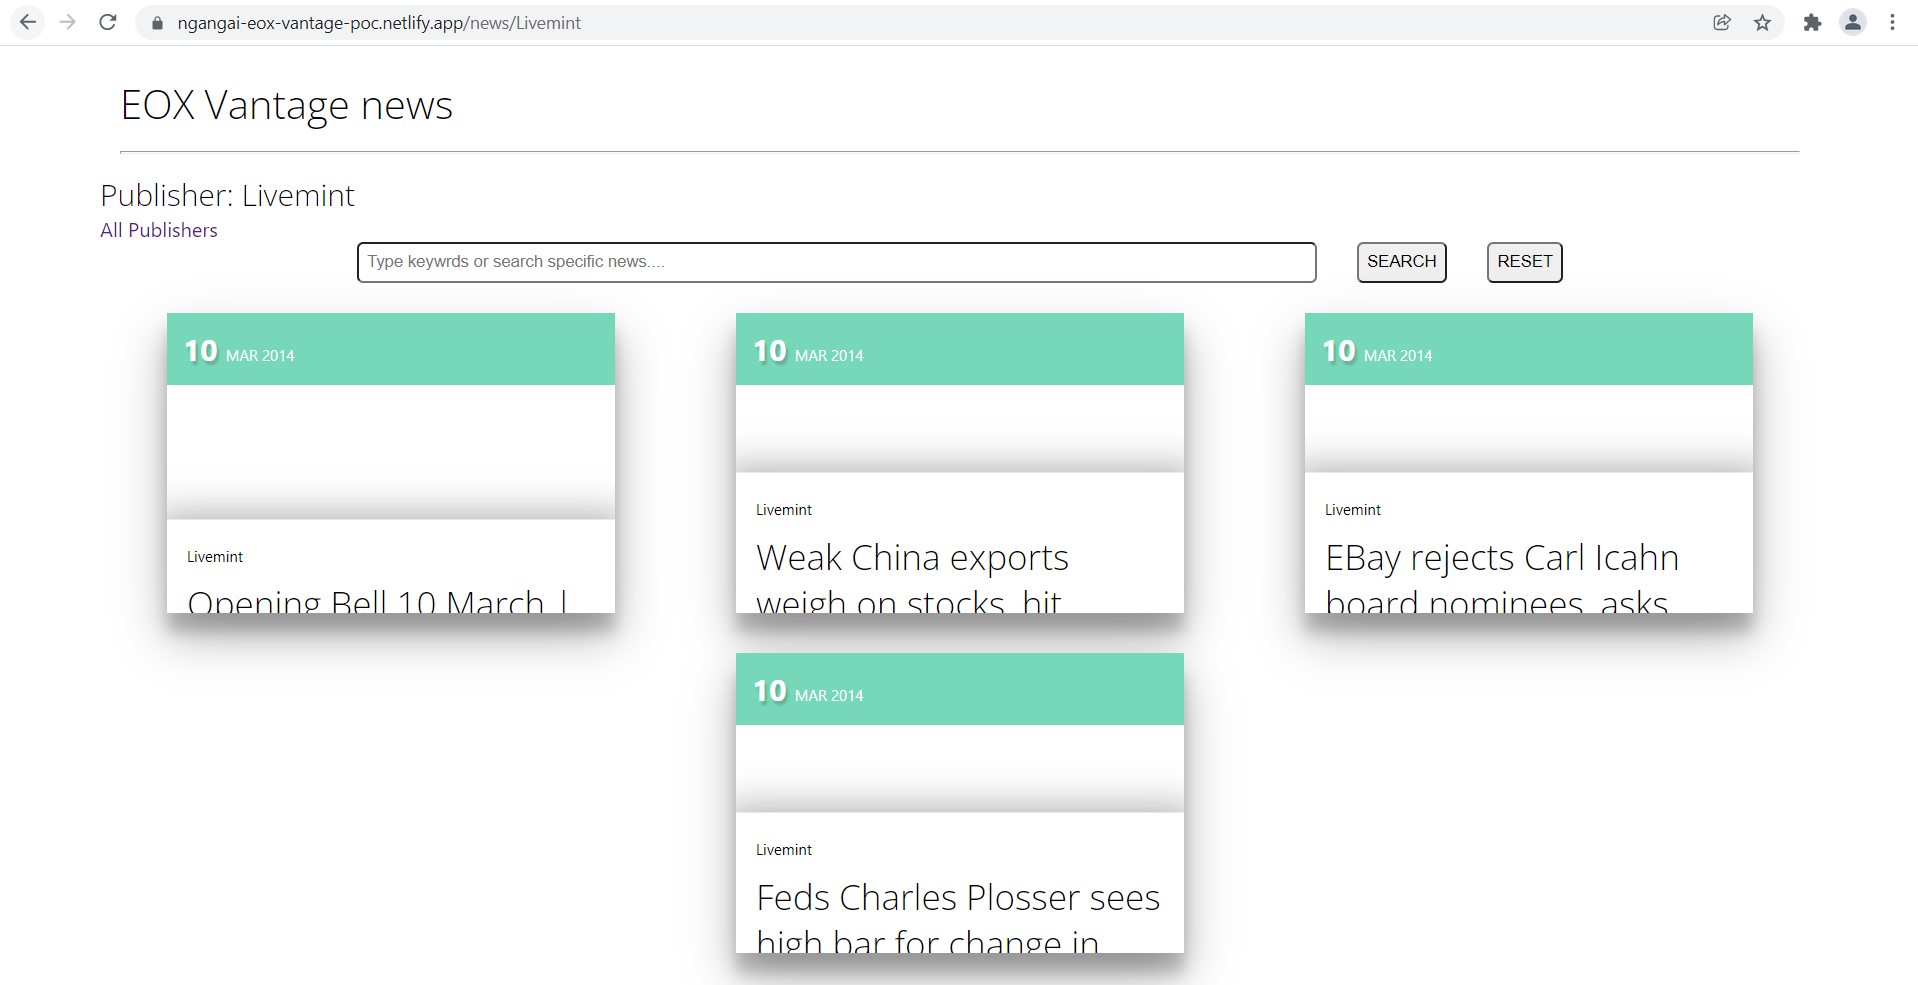 ngangai-eox-vantage-poc.netlify.app/news/Livemint
EOX Vantage news
Publisher: Livemint
All Publishers
Type keywrds or search specific news....
SEARCH
RESET
10 MAR 2014
Livemint
Opening Bell 10 March |
10 MAR 2014
Livemint
Weak China exports
weigh on stocks, hit
10 MAR 2014
Livemint
EBay rejects Carl Icahn
board nominees, asks
10 MAR 2014
Livemint
Feds Charles Plosser sees
high bar for change in